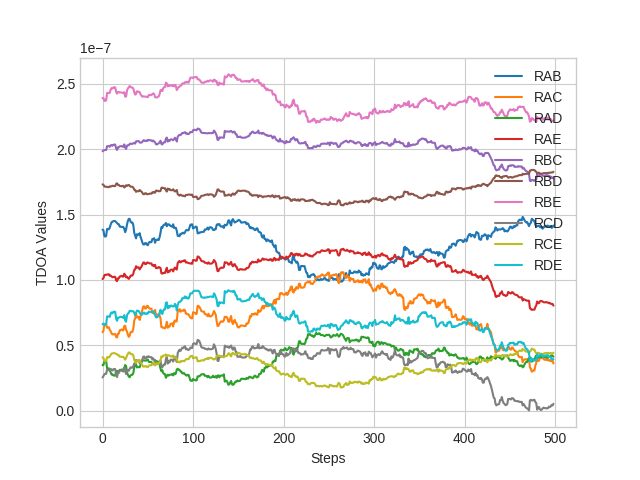 1e−7
2.5
2.0
1.5
1.0
0.5
0.0
TDOA Values
0
100
200
300
400
500
Steps
RAB
RAC
RAD
RAE
RBC
RBD
RBE
RCD
RCE
RDE